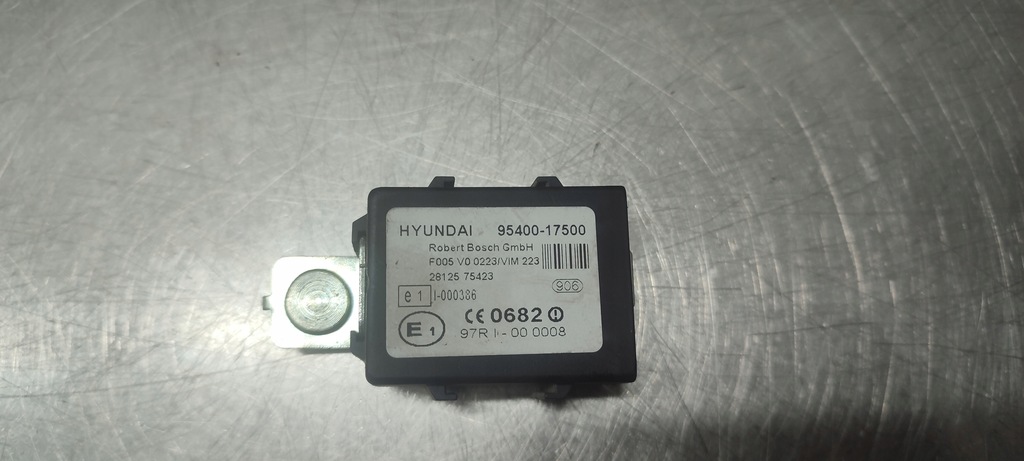 HYUNDAI 95400-17500
Robert Bosch GmbH
F005 V0 0223/VIM 223
28125 75423
906
e 1 I-000386
CE 0682
E 1 97R I - 00 0008